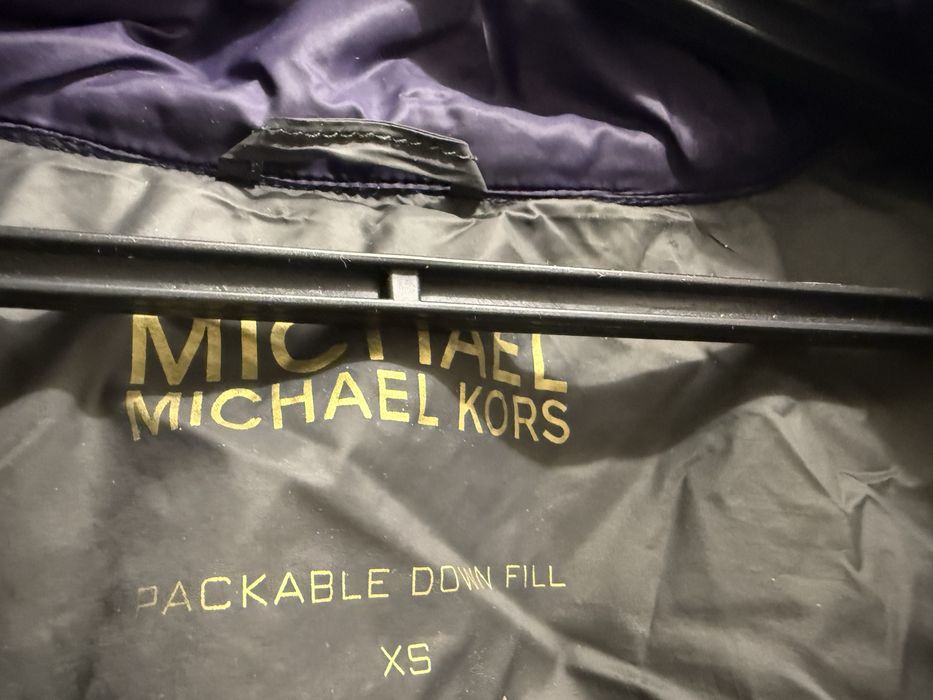 MICHAEL
MICHAEL KORS
PACKABLE DOWN FILL
XS